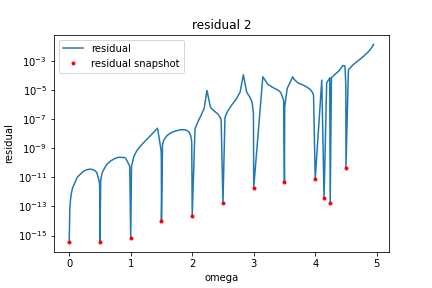 residual 2
residual
residual snapshot
10⁻³
10⁻⁵
10⁻⁷
10⁻⁹
10⁻¹¹
10⁻¹³
10⁻¹⁵
residual
0 1 2 3 4 5
omega